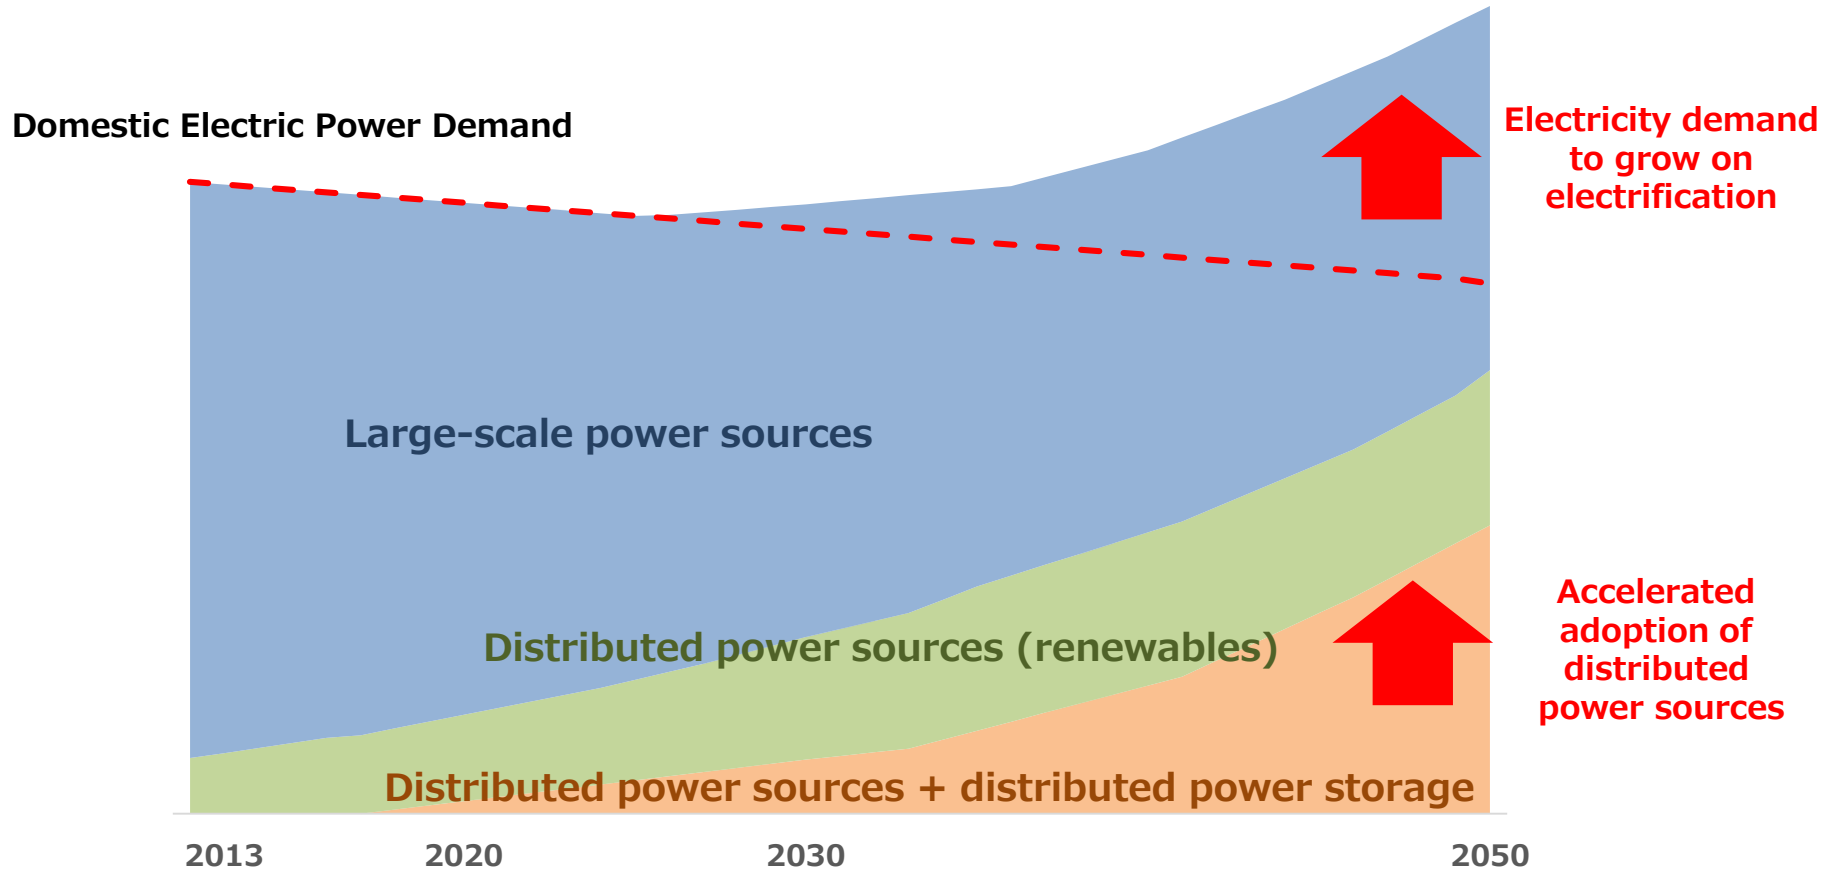 Domestic Electric Power Demand
Electricity demand
to grow on
electrification
Large-scale power sources
Distributed power sources (renewables)
Accelerated
adoption of
distributed
power sources
Distributed power sources + distributed power storage
2013
2020
2030
2050